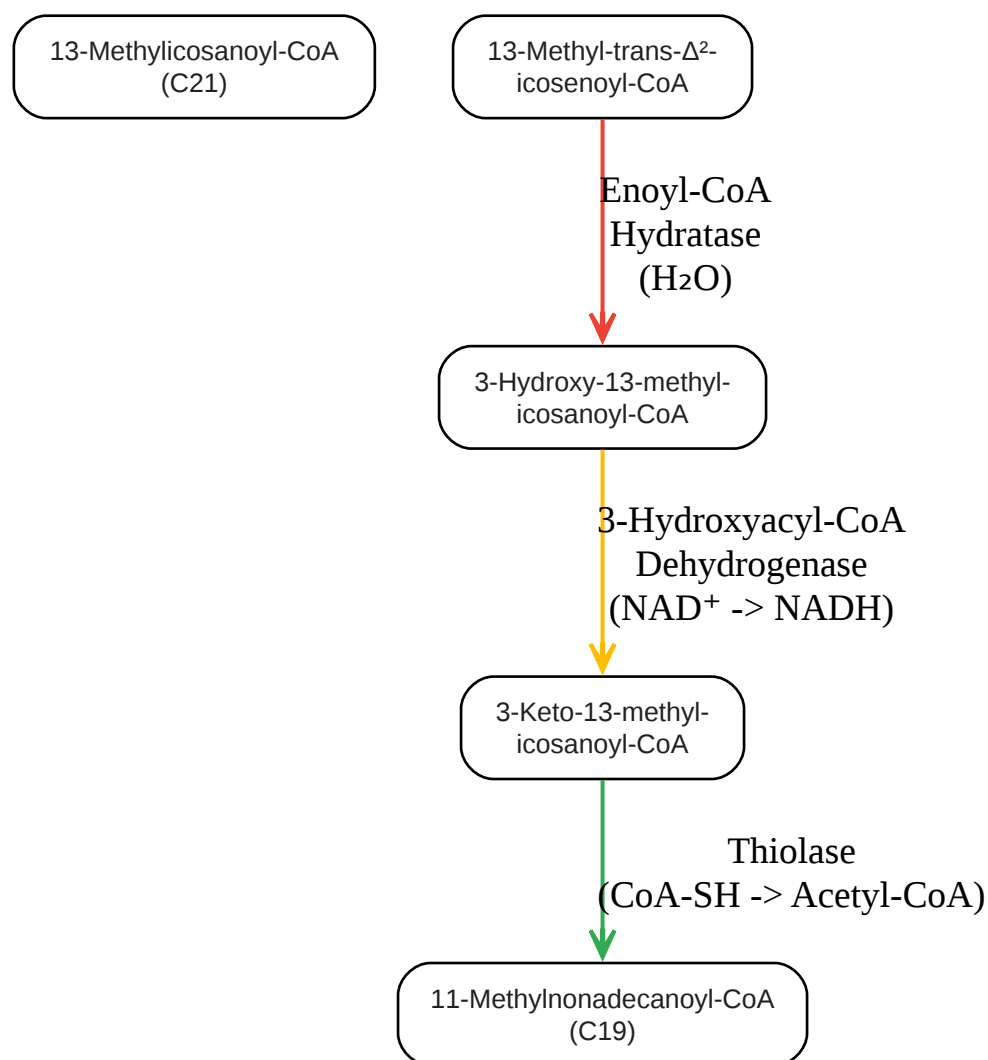 13-Methylicosanoyl-CoA
(C21)
13-Methyl-trans-Δ²-
icosenoyl-CoA
Enoyl-CoA
Hydratase
(H₂O)
3-Hydroxy-13-methyl-
icosanoyl-CoA
3-Hydroxyacyl-CoA
Dehydrogenase
(NAD⁺ -> NADH)
3-Keto-13-methyl-
icosanoyl-CoA
Thiolase
(CoA-SH -> Acetyl-CoA)
11-Methylnonadecanoyl-CoA
(C19)